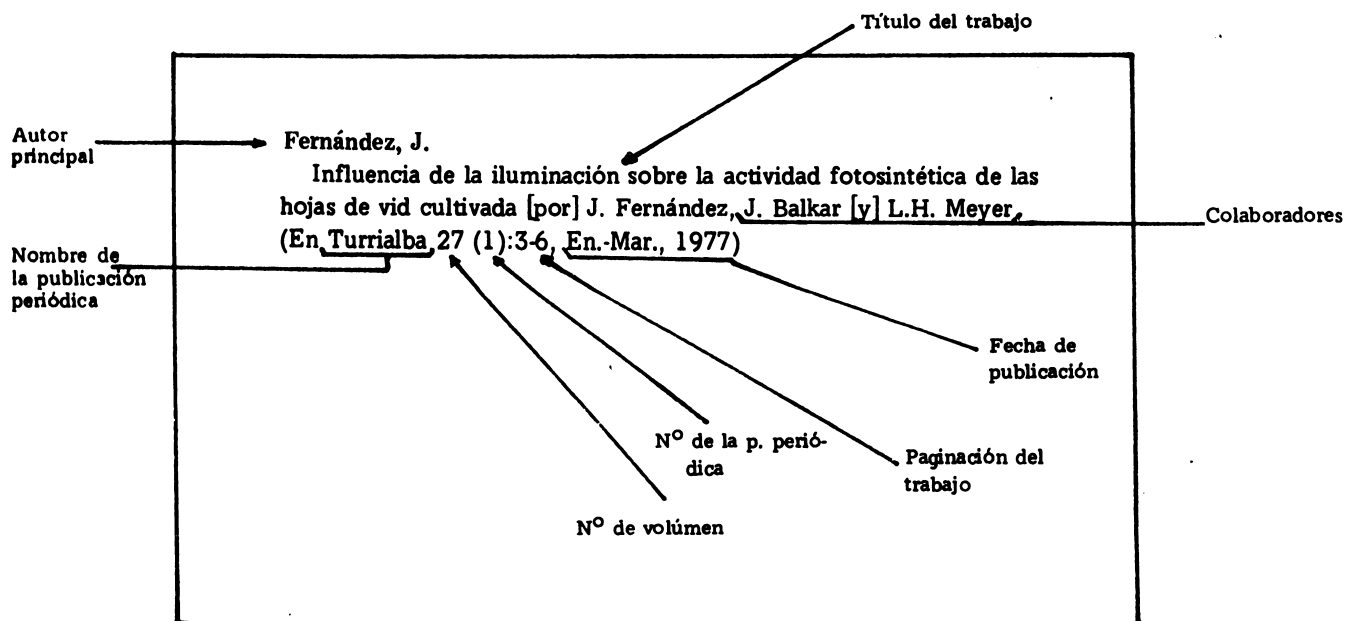 Título del trabajo
Autor
principal
Fernández, J.
Influencia de la iluminación sobre la actividad fotosintética de las
hojas de vid cultivada [por] J. Fernández, J. Balkar [y] L.H. Meyer
(En Turrialba 27 (1):3-6, En.-Mar., 1977)
Colaboradores
Nombre de
la publicación
periódica
Fecha de
publicación
Nº de la p. perió-
dica
Paginación del
trabajo
Nº de volúmen